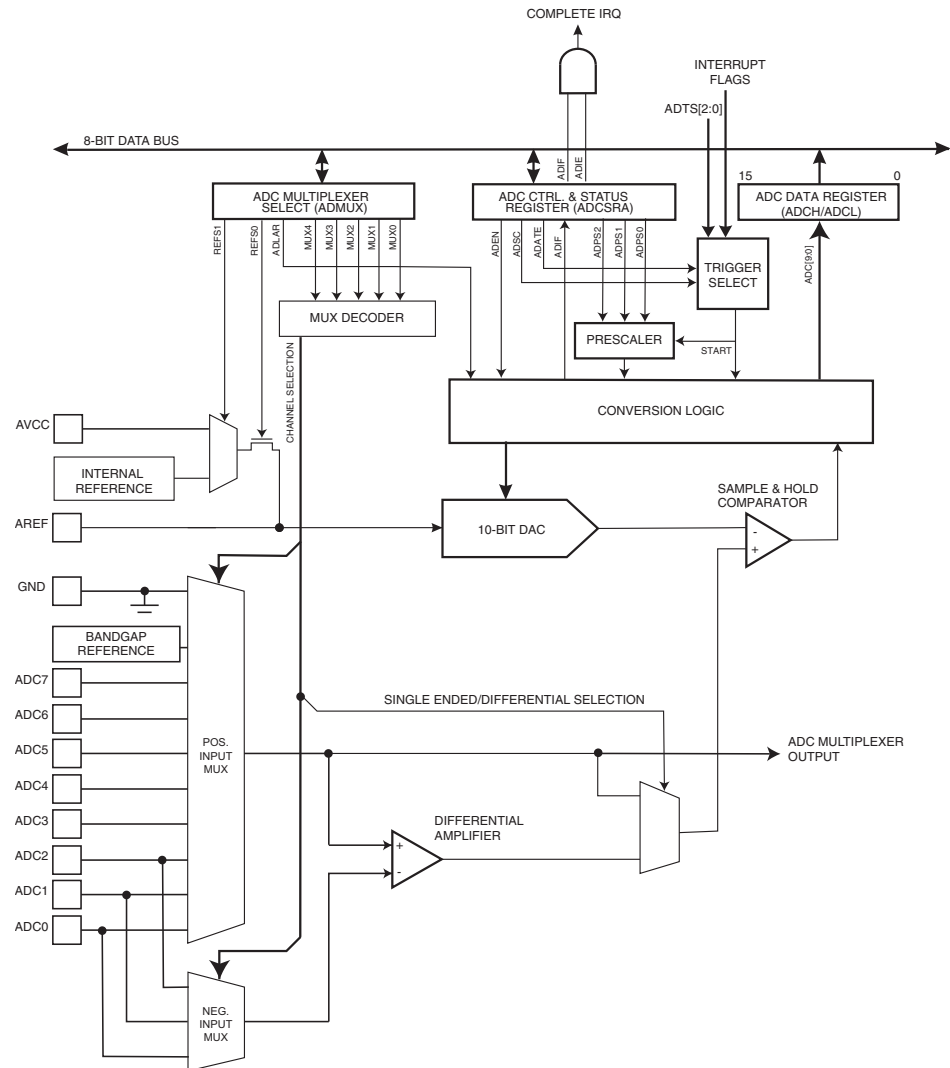 COMPLETE IRQ
INTERRUPT
FLAGS
ADTS[2:0]
8-BIT DATA BUS
ADIF
ADIE
15
0
ADC MULTIPLEXER
SELECT (ADMUX)
ADC CTRL. & STATUS
REGISTER (ADCSRA)
ADC DATA REGISTER
(ADCH/ADCL)
REFS1
REFS0
ADLAR
MUX4
MUX3
MUX2
MUX1
MUX0
ADEN
ADSC
ADATE
ADIF
ADPS2
ADPS1
ADPS0
ADC[9:0]
TRIGGER
SELECT
MUX DECODER
PRESCALER
START
CHANNEL SELECTION
CONVERSION LOGIC
AVCC
INTERNAL
REFERENCE
SAMPLE & HOLD
COMPARATOR
AREF
10-BIT DAC
-
+
GND
BANDGAP
REFERENCE
ADC7
SINGLE ENDED/DIFFERENTIAL SELECTION
ADC6
ADC5
POS.
INPUT
MUX
ADC MULTIPLEXER
OUTPUT
ADC4
ADC3
DIFFERENTIAL
AMPLIFIER
+
-
ADC2
ADC1
ADC0
NEG.
INPUT
MUX